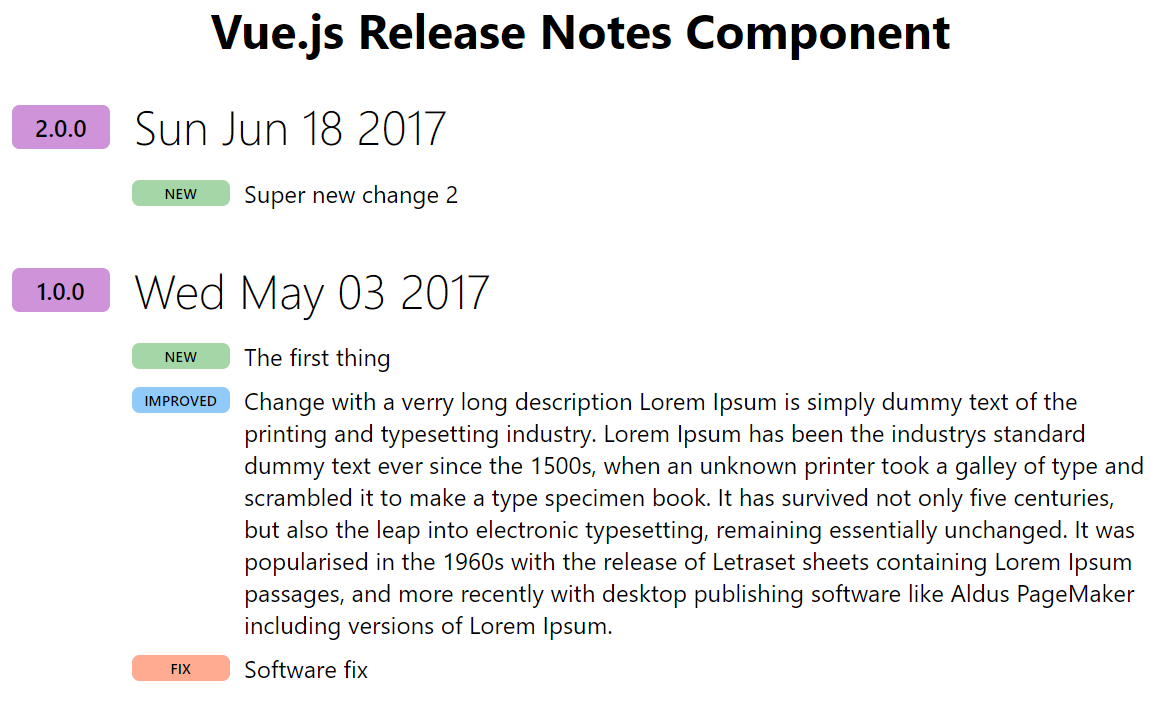 Vue.js Release Notes Component
2.0.0 Sun Jun 18 2017
NEW Super new change 2
1.0.0 Wed May 03 2017
NEW The first thing
IMPROVED Change with a verry long description Lorem Ipsum is simply dummy text of the
printing and typesetting industry. Lorem Ipsum has been the industrys standard
dummy text ever since the 1500s, when an unknown printer took a galley of type and
scrambled it to make a type specimen book. It has survived not only five centuries,
but also the leap into electronic typesetting, remaining essentially unchanged. It was
popularised in the 1960s with the release of Letraset sheets containing Lorem Ipsum
passages, and more recently with desktop publishing software like Aldus PageMaker
including versions of Lorem Ipsum.
FIX Software fix